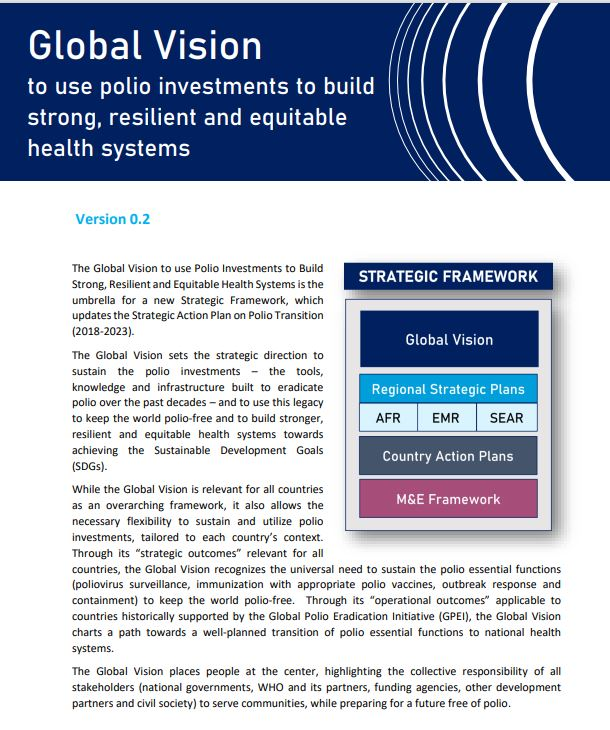 Global Vision
to use polio investments to build
strong, resilient and equitable
health systems
Version 0.2
The Global Vision to use Polio Investments to Build
Strong, Resilient and Equitable Health Systems is the
umbrella for a new Strategic Framework, which
updates the Strategic Action Plan on Polio Transition
(2018-2023).
The Global Vision sets the strategic direction to
sustain the polio investments – the tools,
knowledge and infrastructure built to eradicate
polio over the past decades – and to use this legacy
to keep the world polio-free and to build stronger,
resilient and equitable health systems towards
achieving the Sustainable Development Goals
(SDGs).
While the Global Vision is relevant for all countries
as an overarching framework, it also allows the
necessary flexibility to sustain and utilize polio
investments, tailored to each country's context.
Through its "strategic outcomes" relevant for all
countries, the Global Vision recognizes the universal need to sustain the polio essential functions
(poliovirus surveillance, immunization with appropriate polio vaccines, outbreak response and
containment) to keep the world polio-free. Through its "operational outcomes" applicable to
countries historically supported by the Global Polio Eradication Initiative (GPEI), the Global Vision
charts a path towards a well-planned transition of polio essential functions to national health
systems.
The Global Vision places people at the center, highlighting the collective responsibility of all
stakeholders (national governments, WHO and its partners, funding agencies, other development
partners and civil society) to serve communities, while preparing for a future free of polio.
STRATEGIC FRAMEWORK
Global Vision
Regional Strategic Plans
AFR EMR SEAR
Country Action Plans
M&E Framework